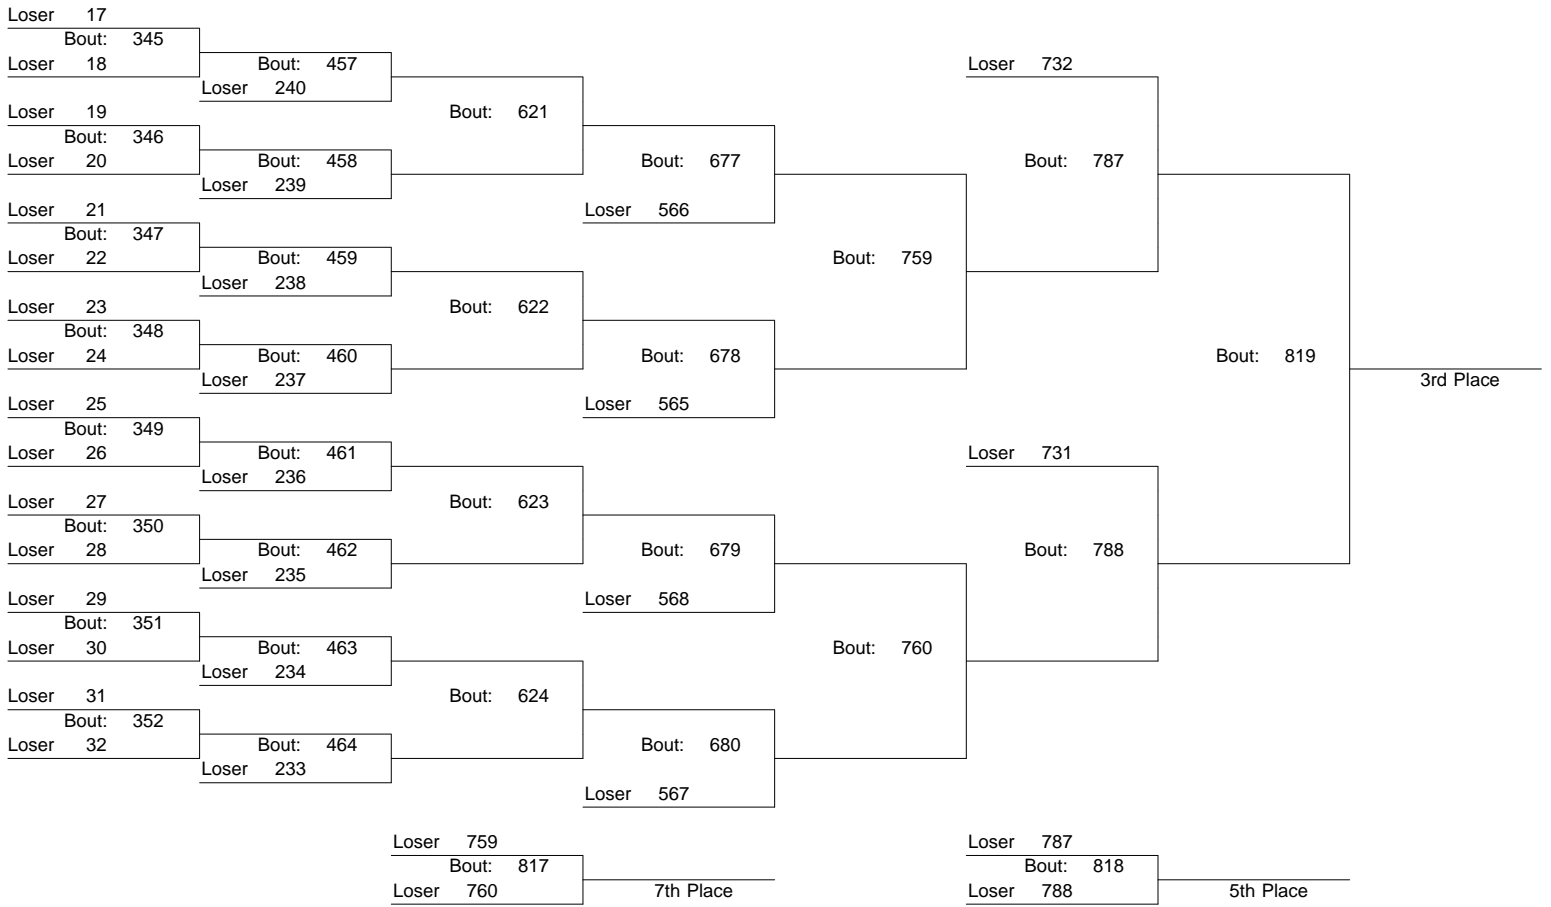 Loser 17
Bout: 345
Loser 18
Bout: 457
Loser 732
Loser 240
Loser 19
Bout: 621
Bout: 346
Loser 20
Bout: 458
Bout: 677
Bout: 787
Loser 239
Loser 21
Loser 566
Bout: 347
Loser 22
Bout: 459
Bout: 759
Loser 238
Loser 23
Bout: 622
Bout: 348
Loser 24
Bout: 460
Bout: 678
Bout: 819
Loser 237
3rd Place
Loser 25
Loser 565
Bout: 349
Loser 26
Bout: 461
Loser 731
Loser 236
Loser 27
Bout: 623
Bout: 350
Loser 28
Bout: 462
Bout: 679
Bout: 788
Loser 235
Loser 29
Loser 568
Bout: 351
Loser 30
Bout: 463
Bout: 760
Loser 234
Loser 31
Bout: 624
Bout: 352
Loser 32
Bout: 464
Bout: 680
Loser 233
Loser 567
Loser 759
Bout: 817
Loser 760
7th Place
Loser 787
Bout: 818
Loser 788
5th Place